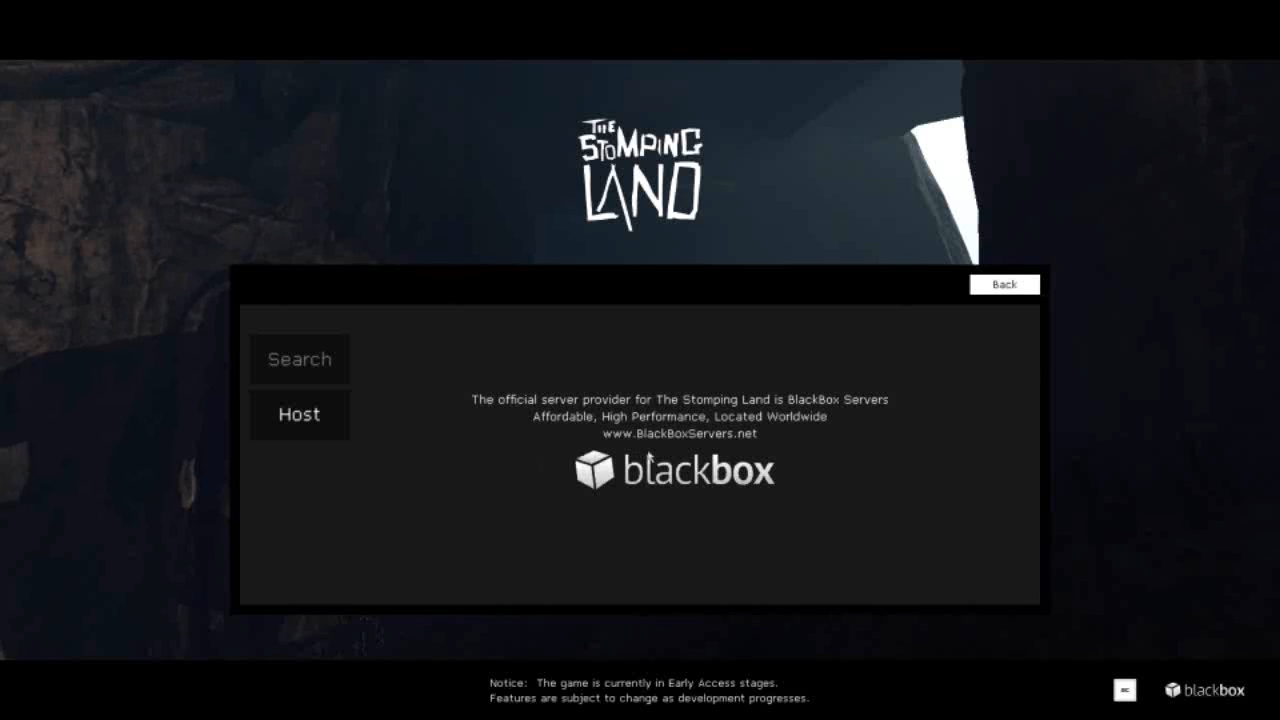 THE
STOMPING
LAND
Back
Search
Host
The official server provider for The Stomping Land is BlackBox Servers
Affordable, High Performance, Located Worldwide
www.BlackBoxServers.net
blackbox
Notice: The game is currently in Early Access stages.
Features are subject to change as development progresses.
blackbox